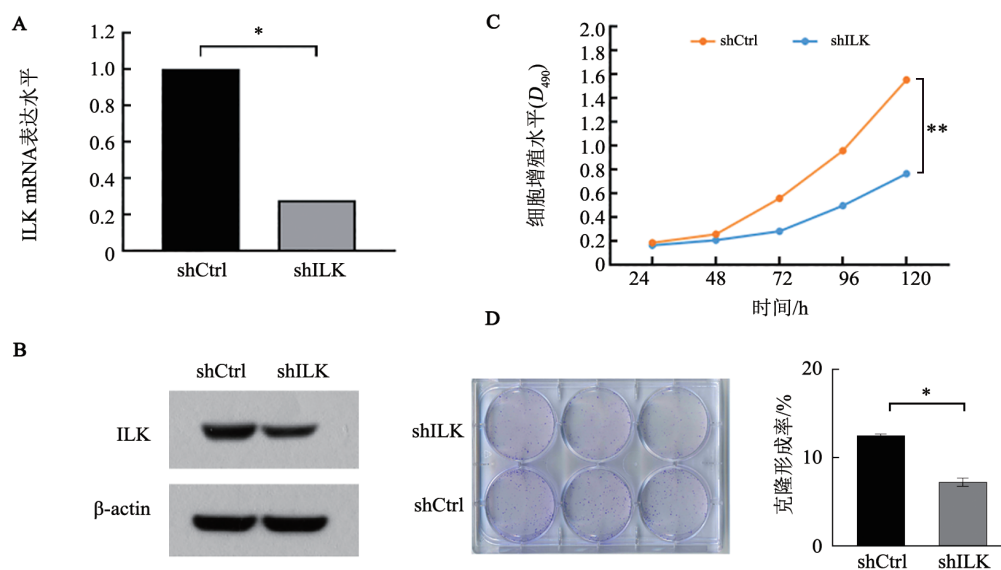 A
ILK mRNA表达水平
1.2
1.0
0.8
0.6
0.4
0.2
0
*
shCtrl
shILK
B
shCtrl shILK
ILK
β-actin
C
细胞增殖水平(D490)
2.0
1.8
1.6
1.4
1.2
1.0
0.8
0.6
0.4
0.2
0
shCtrl
shILK
**
24 48 72 96 120
时间/h
D
shILK
shCtrl
克隆形成率/%
20
10
0
*
shCtrl shILK